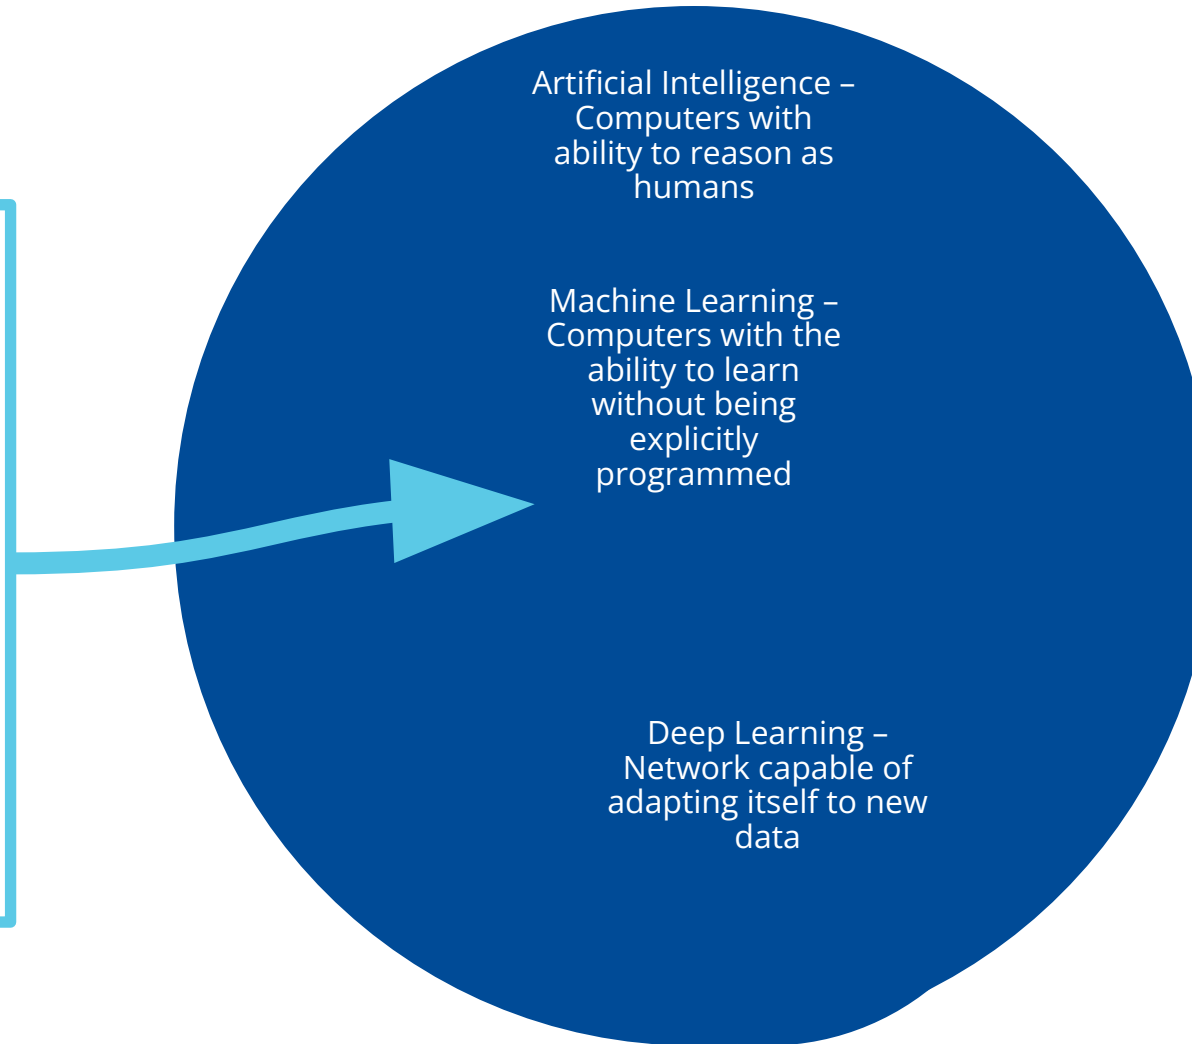 Artificial Intelligence –
Computers with
ability to reason as
humans
Machine Learning –
Computers with the
ability to learn
without being
explicitly
programmed
Deep Learning –
Network capable of
adapting itself to new
data